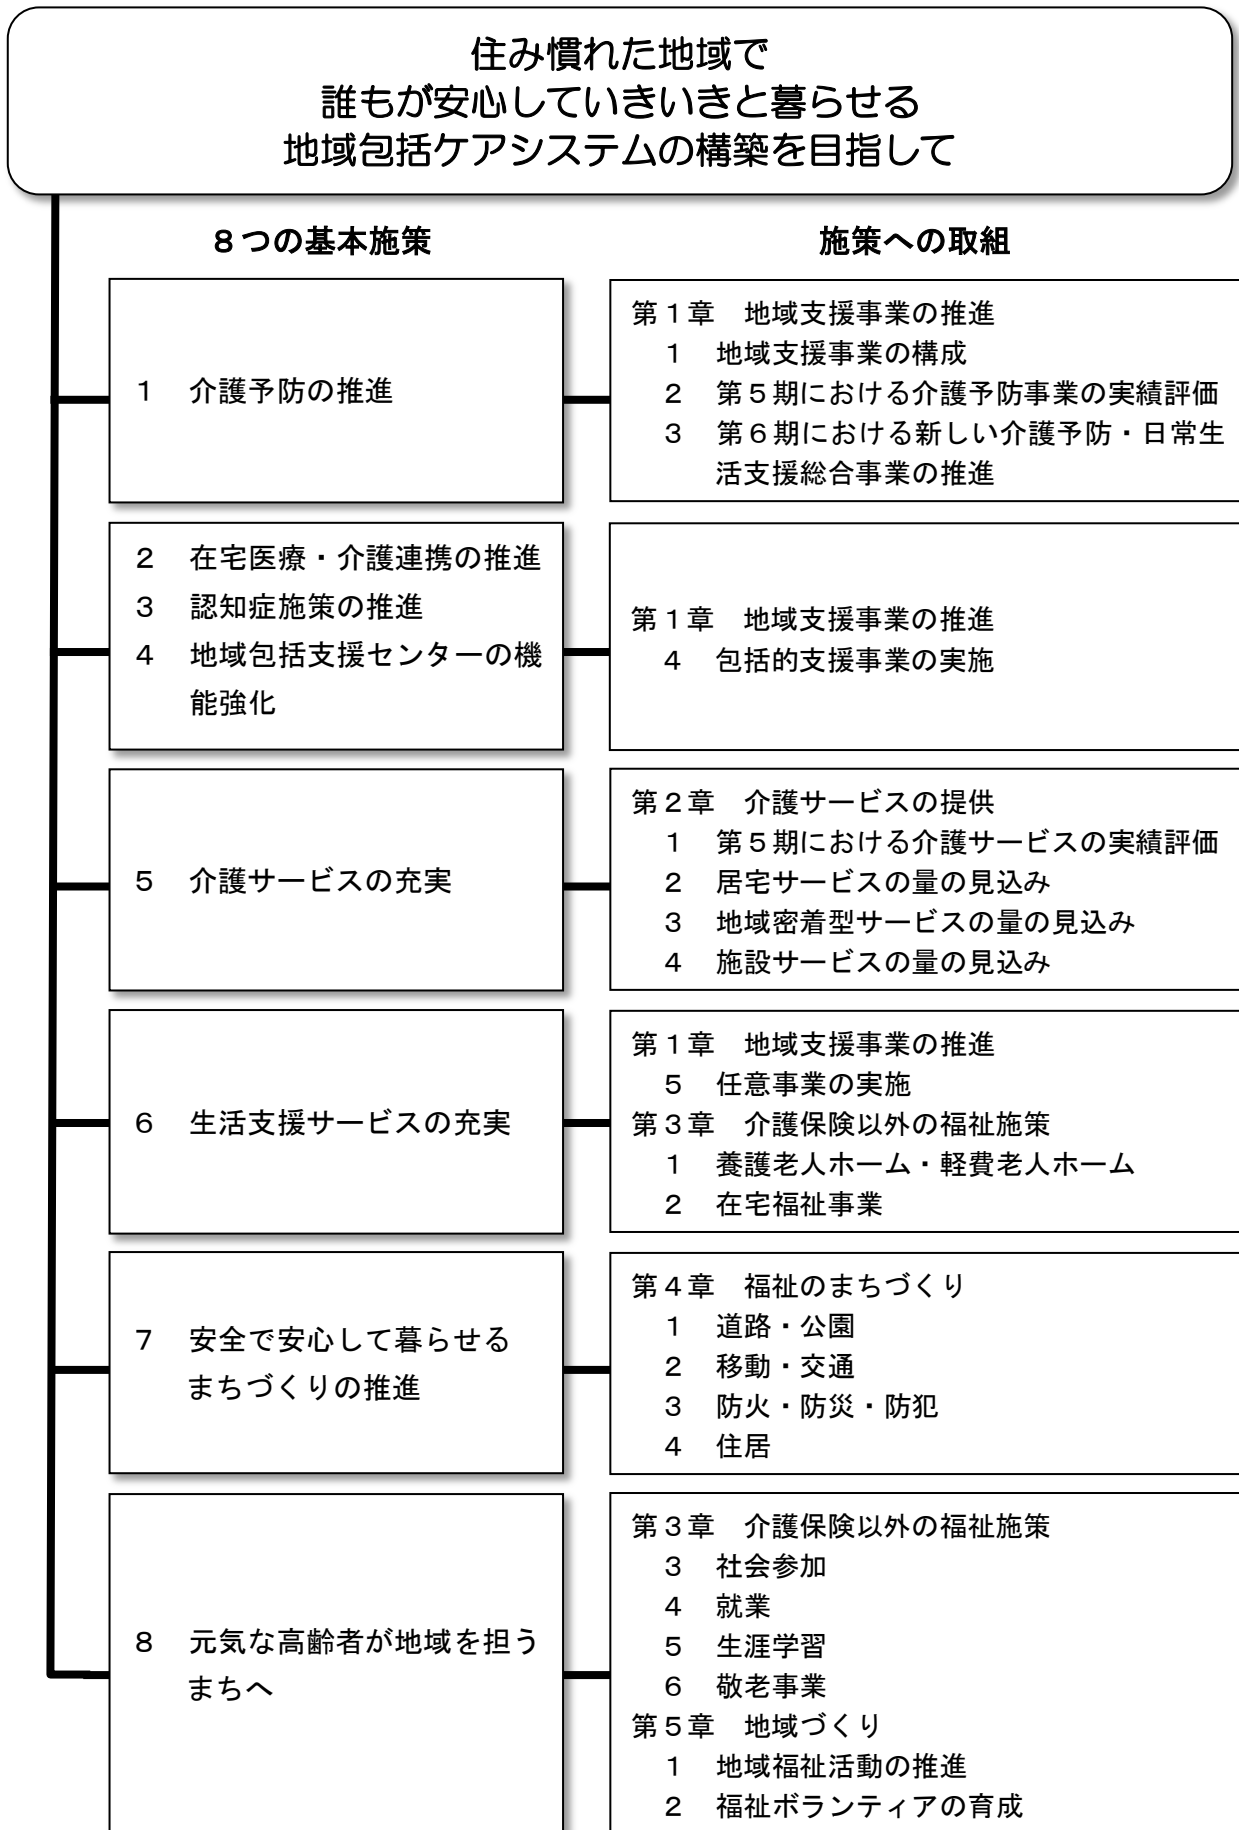 住み慣れた地域で
誰もが安心していきいきと暮らせる
地域包括ケアシステムの構築を目指して
８つの基本施策
施策への取組
１　介護予防の推進
第１章　地域支援事業の推進
１　地域支援事業の構成
２　第５期における介護予防事業の実績評価
３　第６期における新しい介護予防・日常生
活支援総合事業の推進
２　在宅医療・介護連携の推進
３　認知症施策の推進
４　地域包括支援センターの機
能強化
第１章　地域支援事業の推進
４　包括的支援事業の実施
５　介護サービスの充実
第２章　介護サービスの提供
１　第５期における介護サービスの実績評価
２　居宅サービスの量の見込み
３　地域密着型サービスの量の見込み
４　施設サービスの量の見込み
６　生活支援サービスの充実
第１章　地域支援事業の推進
５　任意事業の実施
第３章　介護保険以外の福祉施策
１　養護老人ホーム・軽費老人ホーム
２　在宅福祉事業
７　安全で安心して暮らせる
まちづくりの推進
第４章　福祉のまちづくり
１　道路・公園
２　移動・交通
３　防火・防災・防犯
４　住居
８　元気な高齢者が地域を担う
まちへ
第３章　介護保険以外の福祉施策
３　社会参加
４　就業
５　生涯学習
６　敬老事業
第５章　地域づくり
１　地域福祉活動の推進
２　福祉ボランティアの育成